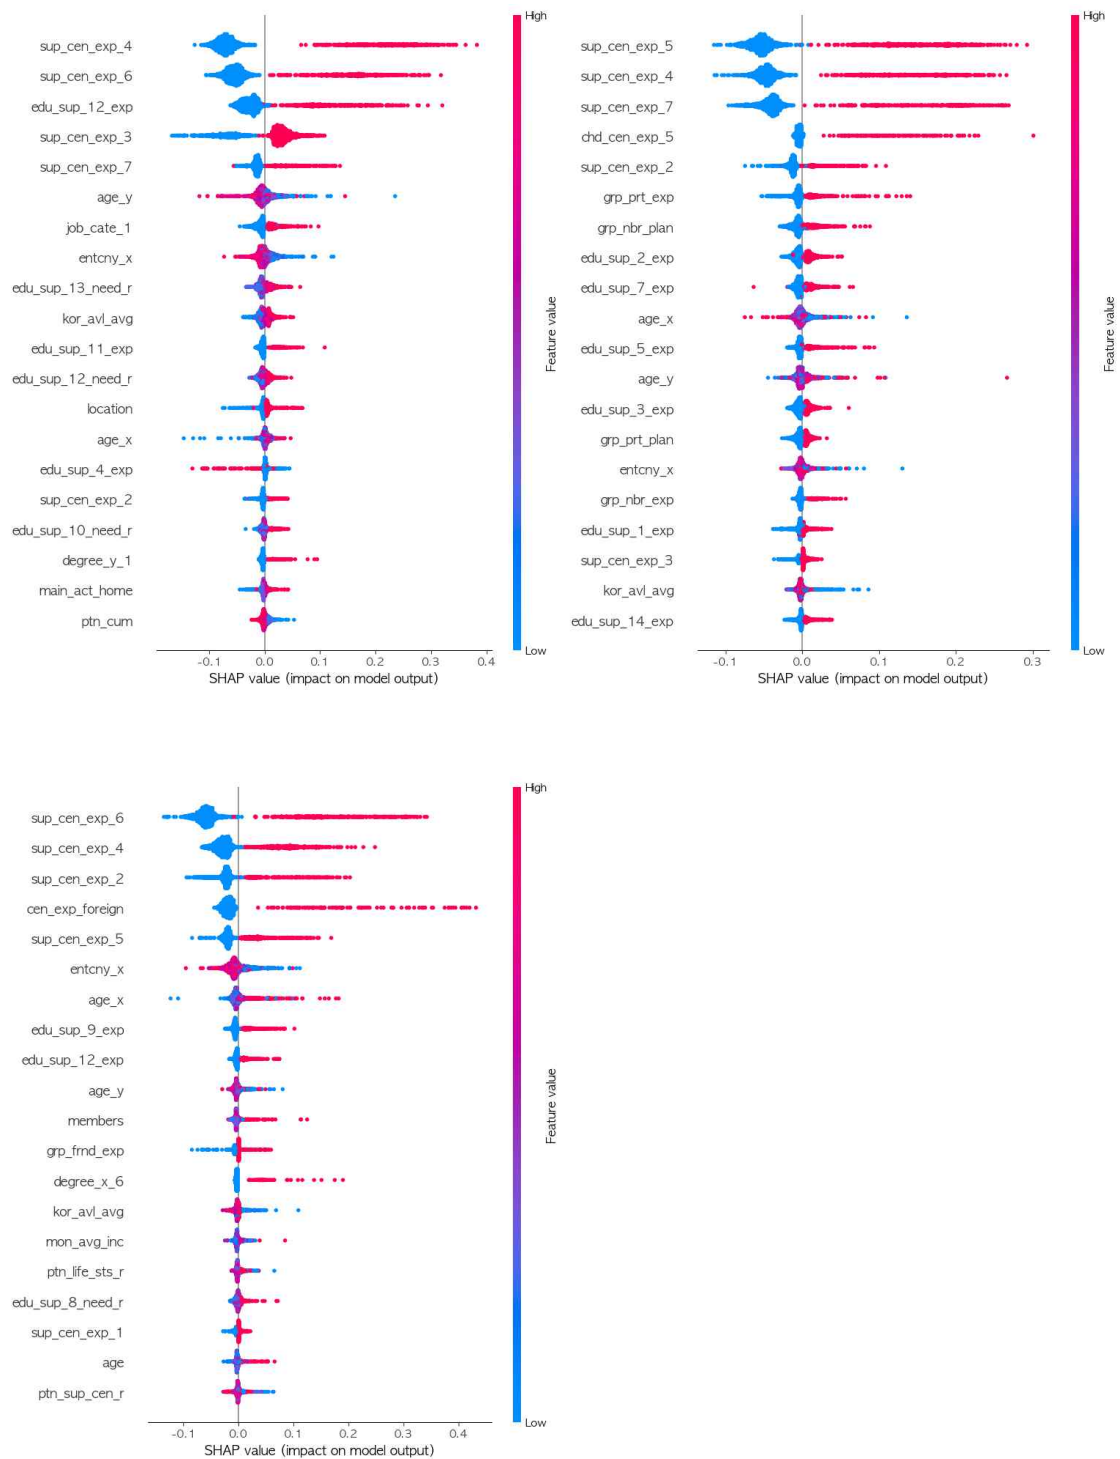 High
sup_cen_exp_4
sup_cen_exp_6
edu_sup_12_exp
sup_cen_exp_3
sup_cen_exp_7
age_y
job_cate_1
entcny_x
edu_sup_13_need_r
kor_avl_avg
edu_sup_11_exp
edu_sup_12_need_r
location
age_x
edu_sup_4_exp
sup_cen_exp_2
edu_sup_10_need_r
degree_y_1
main_act_home
ptn_cum
Low
Feature value
-0.1 0.0 0.1 0.2 0.3 0.4
SHAP value (impact on model output)
High
sup_cen_exp_5
sup_cen_exp_4
sup_cen_exp_7
chd_cen_exp_5
sup_cen_exp_2
grp_prt_exp
grp_nbr_plan
edu_sup_2_exp
edu_sup_7_exp
age_x
edu_sup_5_exp
age_y
edu_sup_3_exp
grp_prt_plan
entcny_x
grp_nbr_exp
edu_sup_1_exp
sup_cen_exp_3
kor_avl_avg
edu_sup_14_exp
Low
Feature value
-0.1 0.0 0.1 0.2 0.3
SHAP value (impact on model output)
High
sup_cen_exp_6
sup_cen_exp_4
sup_cen_exp_2
cen_exp_foreign
sup_cen_exp_5
entcny_x
age_x
edu_sup_9_exp
edu_sup_12_exp
age_y
members
grp_frnd_exp
degree_x_6
kor_avl_avg
mon_avg_inc
ptn_life_sts_r
edu_sup_8_need_r
sup_cen_exp_1
age
ptn_sup_cen_r
Low
Feature value
-0.1 0.0 0.1 0.2 0.3 0.4
SHAP value (impact on model output)